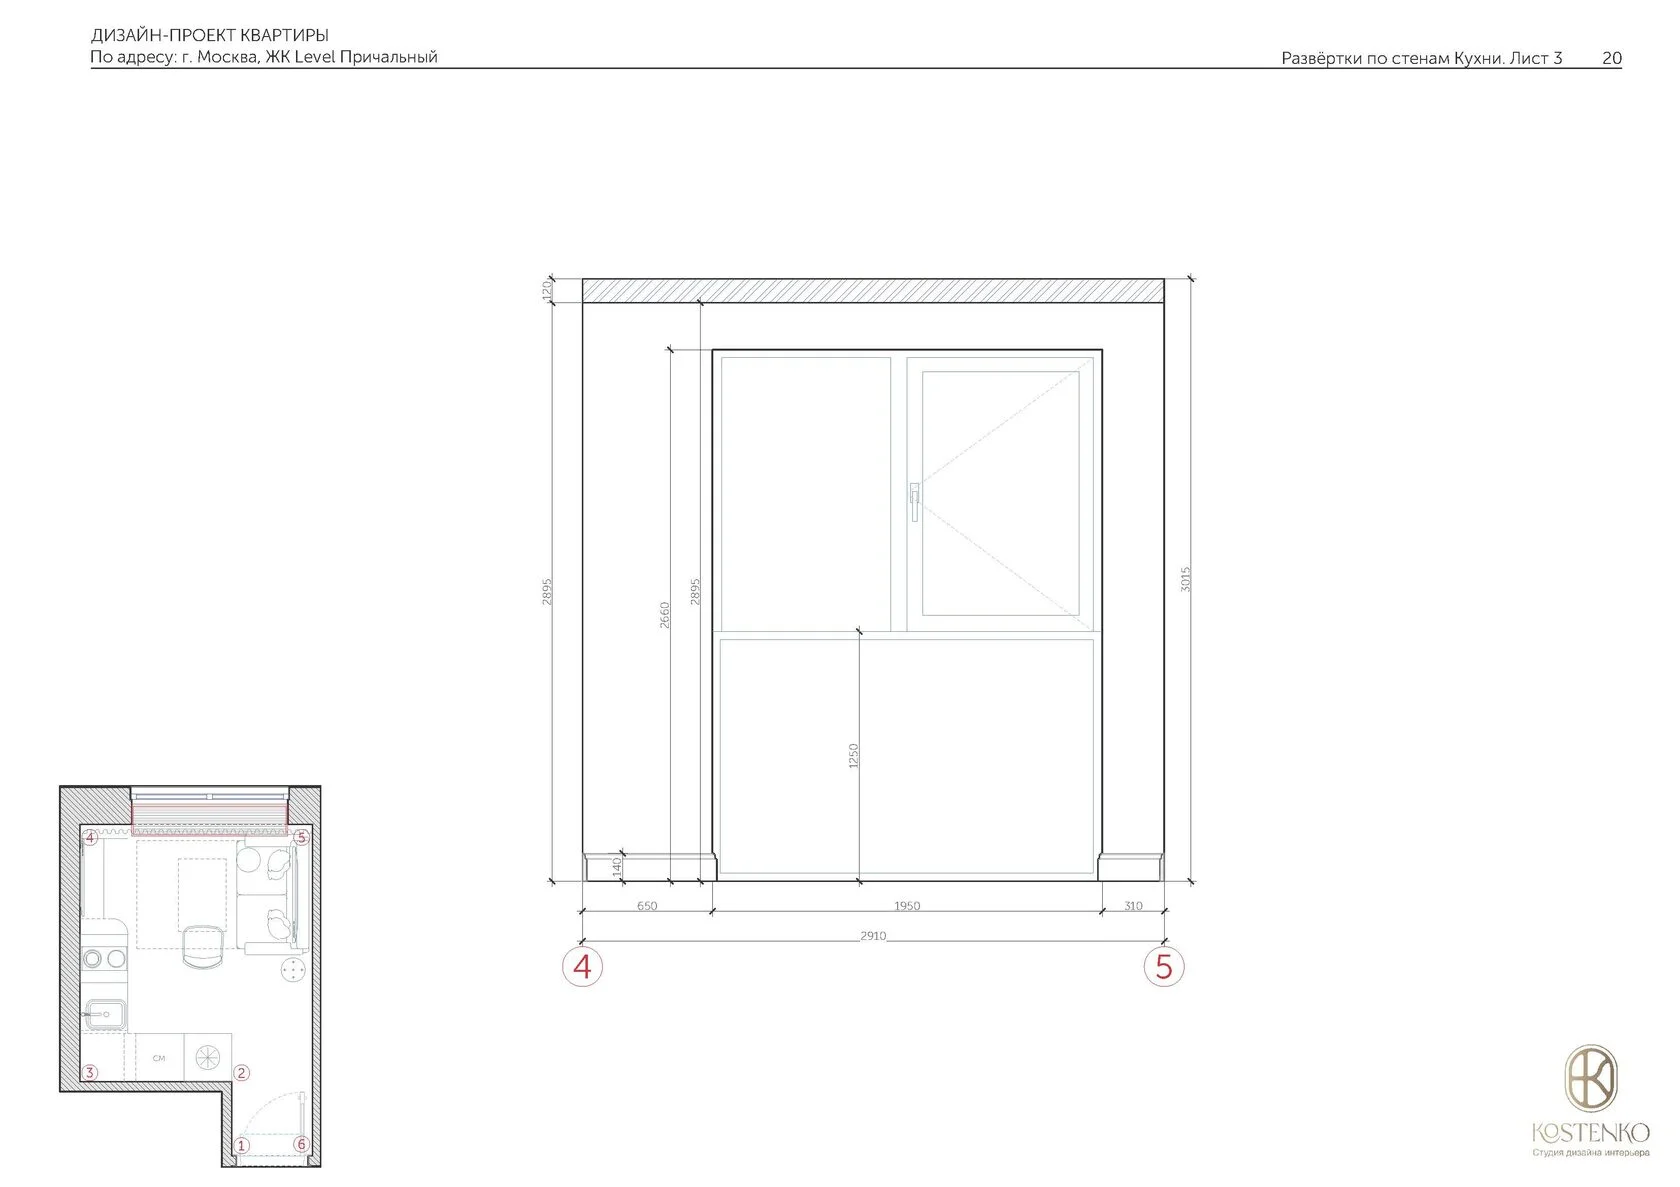 ДИЗАЙН-ПРОЕКТ КВАРТИРЫ
По адресу: г. Москва, ЖК Level Причальный
Развёртки по стенам Кухни. Лист 3 20
120
2895
2660
2895
3015
1250
140
650 1950 310
2910
4 5
4 5
СМ
3 2
1 6
KOSTENKO
Студия дизайна интерьера